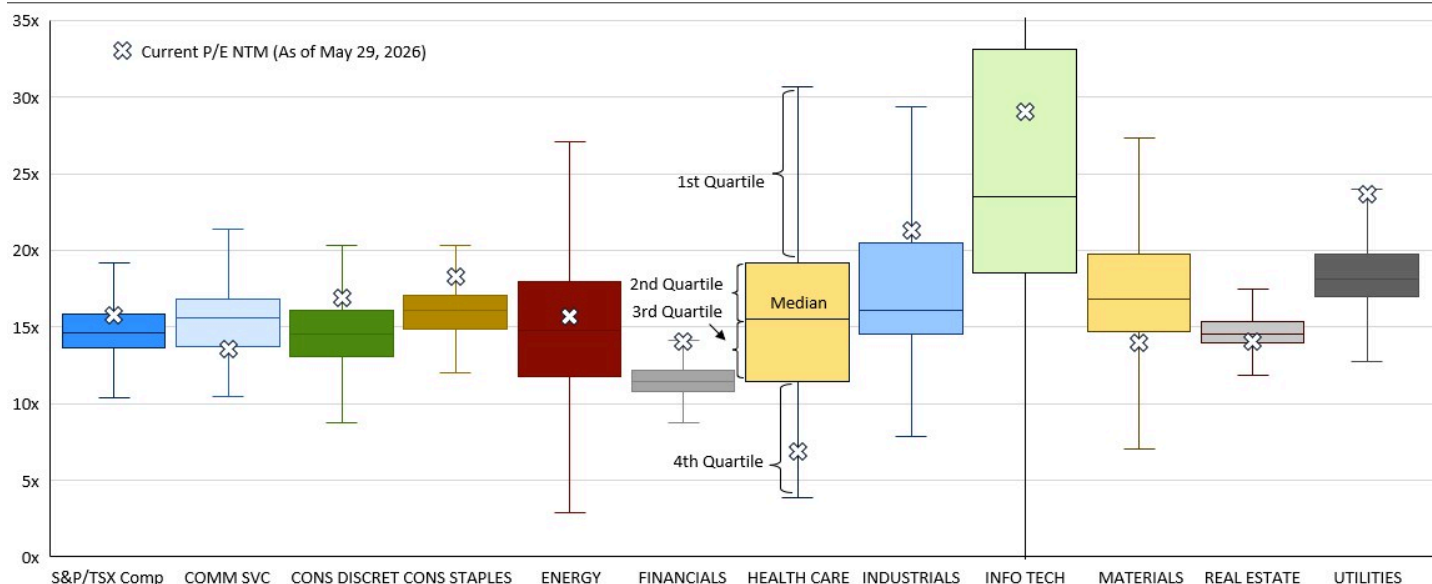 35x
Current P/E NTM (As of May 29, 2026)
30x
25x
1st Quartile
20x
2nd Quartile
3rd Quartile
Median
15x
10x
4th Quartile
5x
0x
S&P/TSX Comp COMM SVC CONS DISCRET CONS STAPLES ENERGY FINANCIALS HEALTH CARE INDUSTRIALS INFO TECH MATERIALS REAL ESTATE UTILITIES